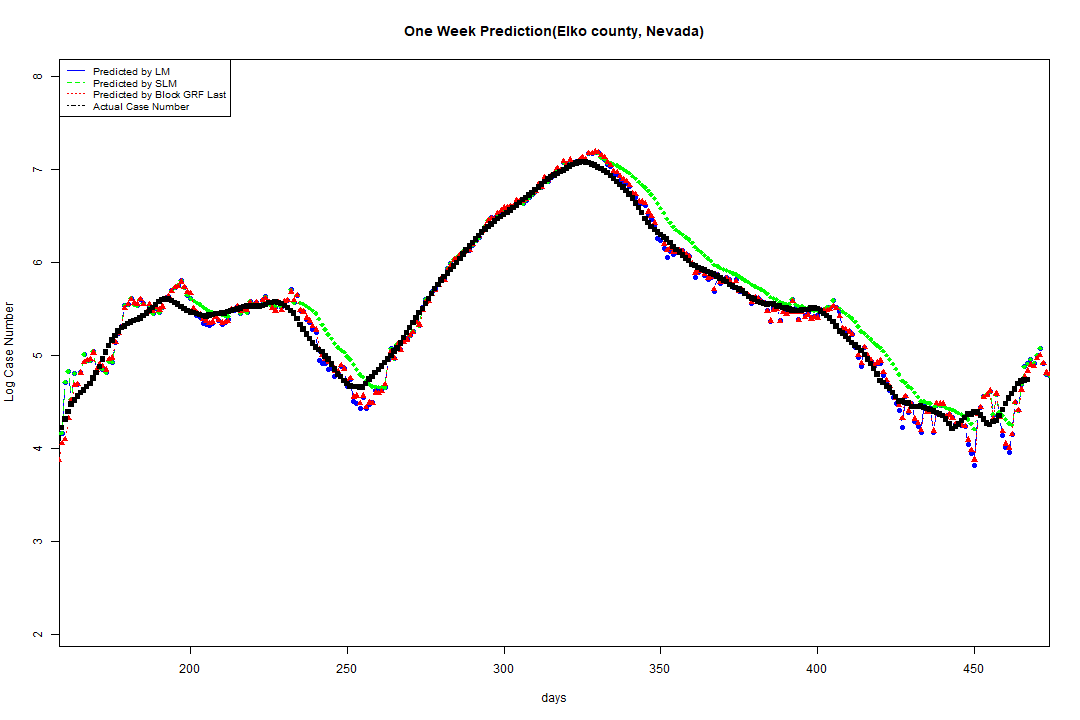 One Week Prediction(Elko county, Nevada)
Predicted by LM
Predicted by SLM
Predicted by Block GRF Last
Actual Case Number
8
7
6
5
4
3
2
Log Case Number
200 250 300 350 400 450
days